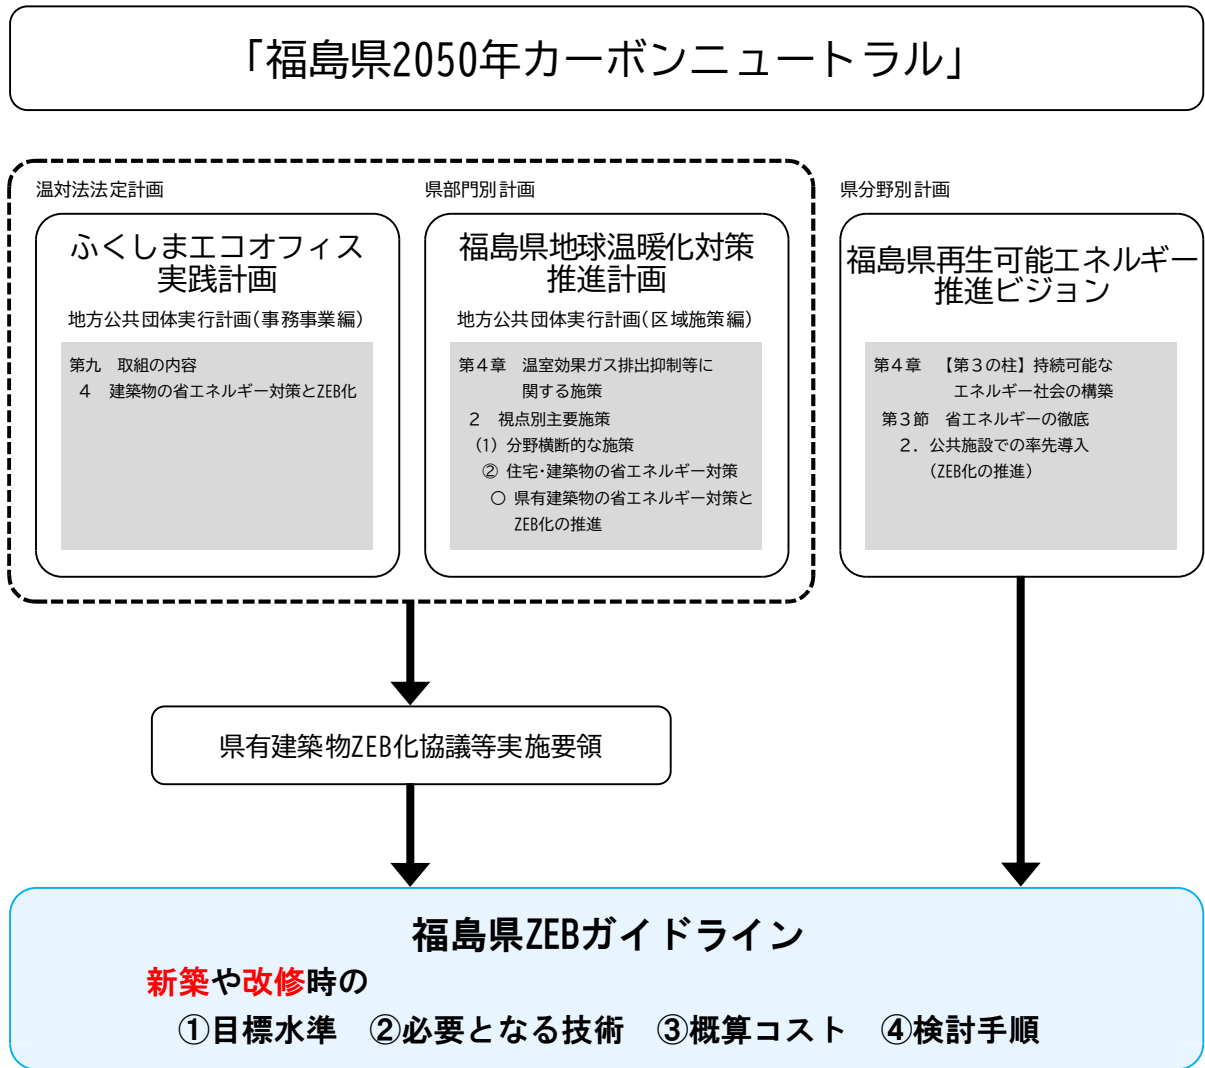 「福島県2050年カーボンニュートラル」
温対法法定計画
ふくしまエコオフィス
実践計画
地方公共団体実行計画(事務事業編)
第九　取組の内容
4　建築物の省エネルギー対策とZEB化
県部門別計画
福島県地球温暖化対策
推進計画
地方公共団体実行計画(区域施策編)
第4章　温室効果ガス排出抑制等に
関する施策
2　視点別主要施策
(1) 分野横断的な施策
② 住宅・建築物の省エネルギー対策
○ 県有建築物の省エネルギー対策と
ZEB化の推進
県分野別計画
福島県再生可能エネルギー
推進ビジョン
第4章　【第3の柱】持続可能な
エネルギー社会の構築
第3節　省エネルギーの徹底
2．公共施設での率先導入
(ZEB化の推進)
県有建築物ZEB化協議等実施要領
福島県ZEBガイドライン
新築や改修時の
①目標水準　②必要となる技術　③概算コスト　④検討手順